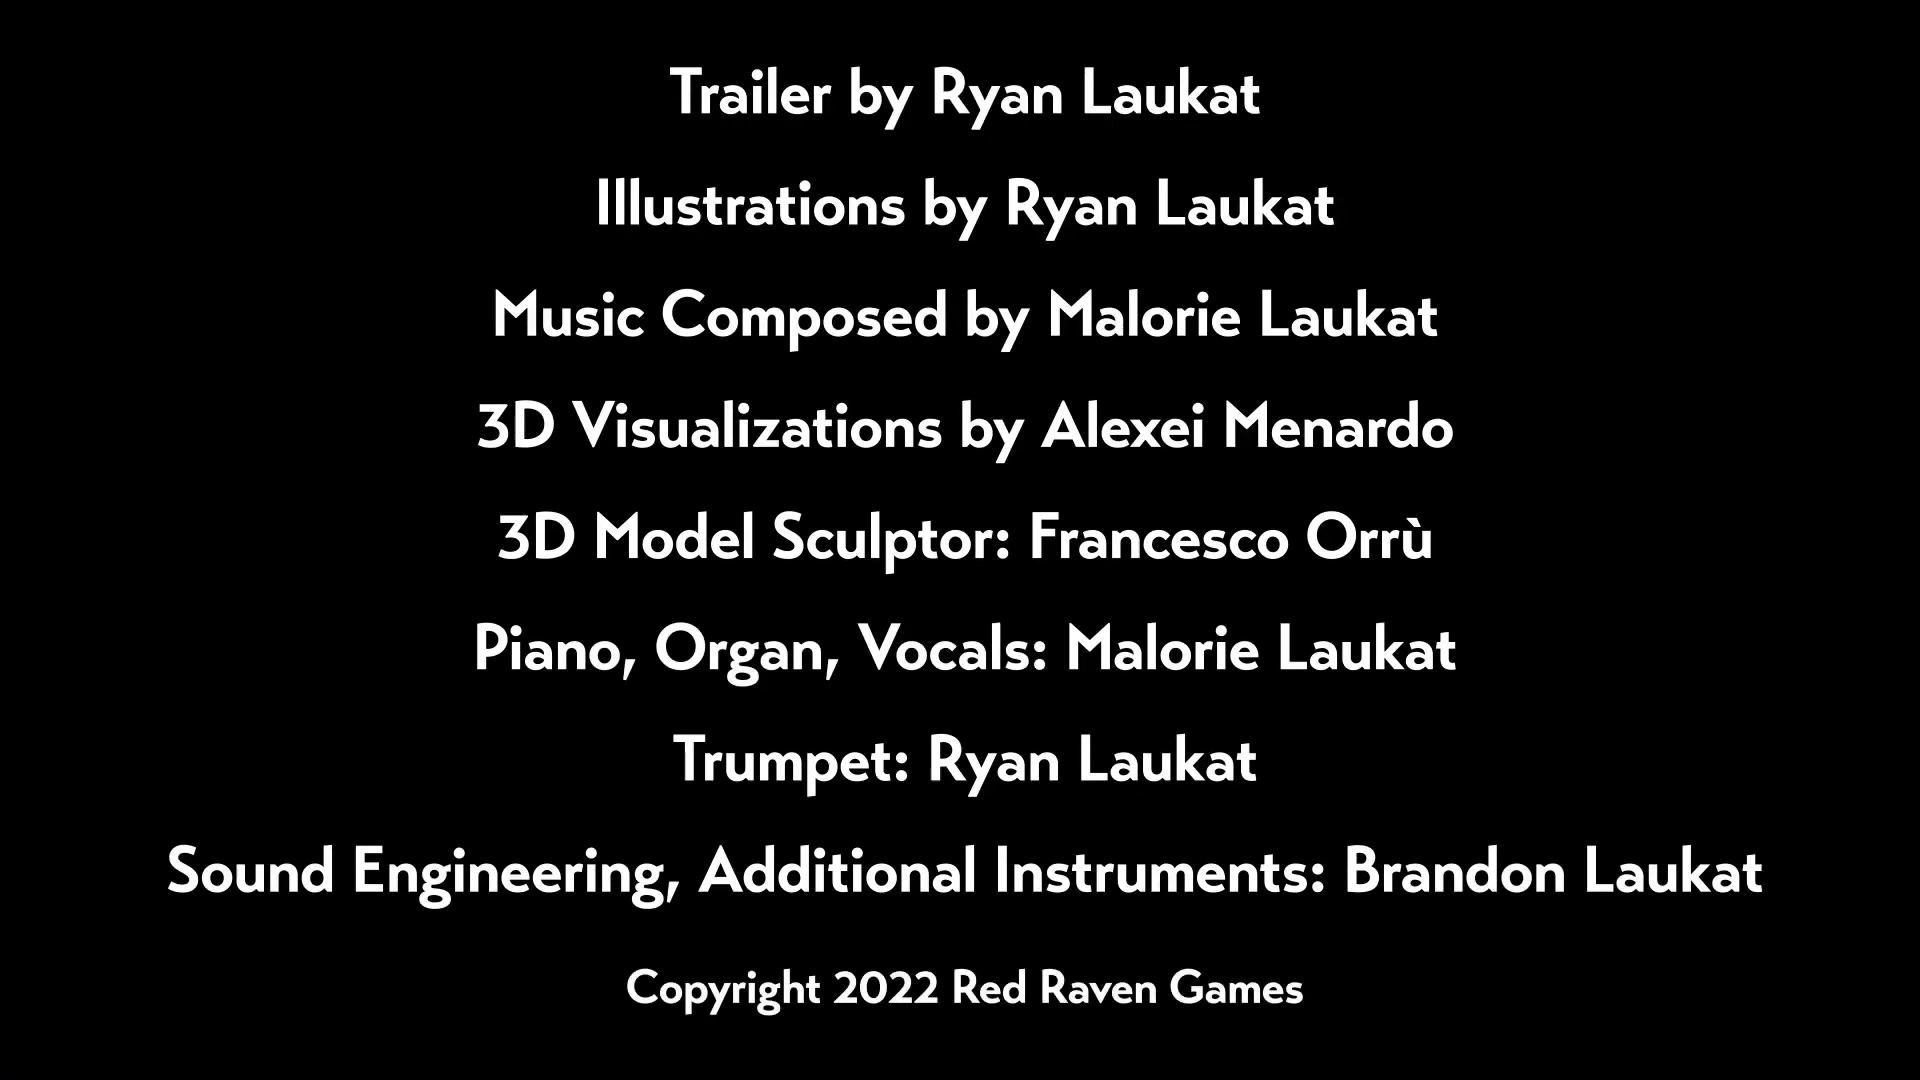 Trailer by Ryan Laukat
Illustrations by Ryan Laukat
Music Composed by Malorie Laukat
3D Visualizations by Alexei Menardo
3D Model Sculptor: Francesco Orrù
Piano, Organ, Vocals: Malorie Laukat
Trumpet: Ryan Laukat
Sound Engineering, Additional Instruments: Brandon Laukat
Copyright 2022 Red Raven Games